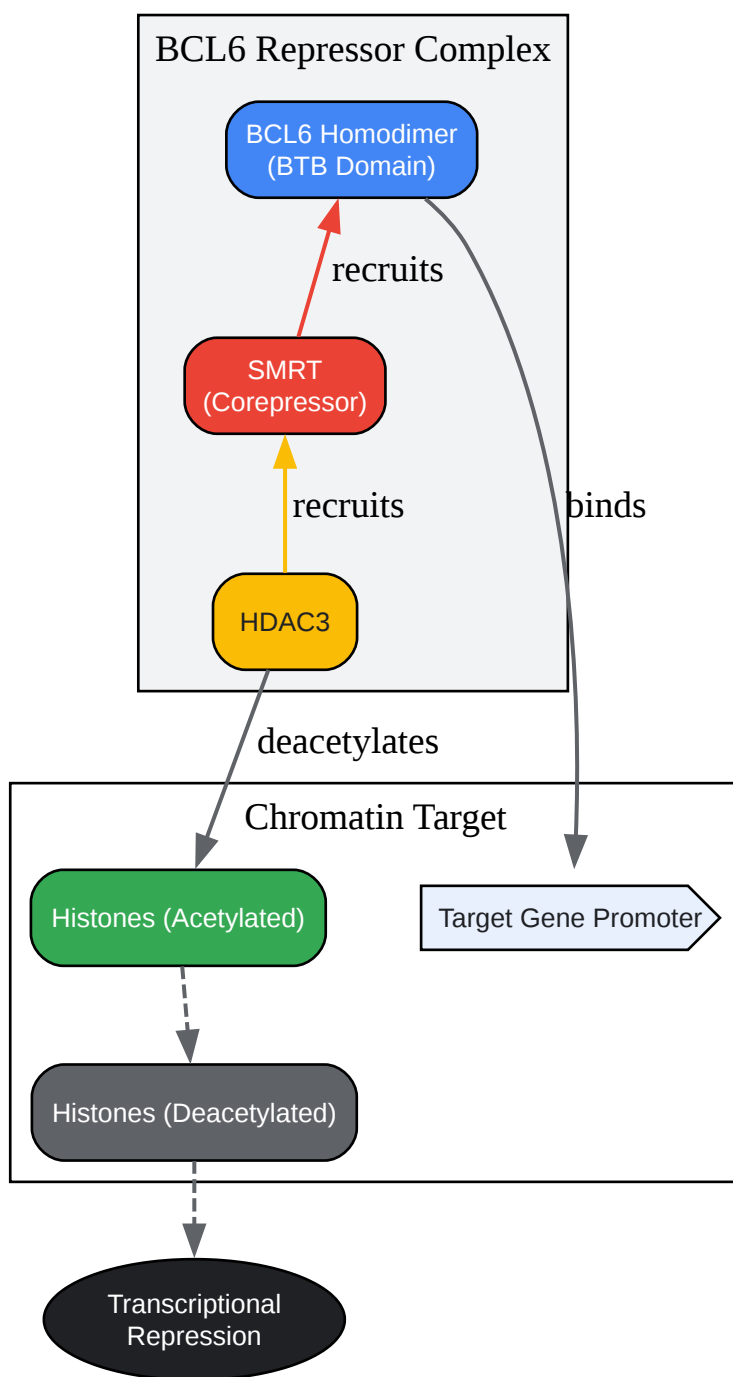 BCL6 Repressor Complex
BCL6 Homodimer
(BTB Domain)
recruits
SMRT
(Corepressor)
recruits
binds
HDAC3
deacetylates
Chromatin Target
Histones (Acetylated)
Target Gene Promoter
Histones (Deacetylated)
Transcriptional
Repression